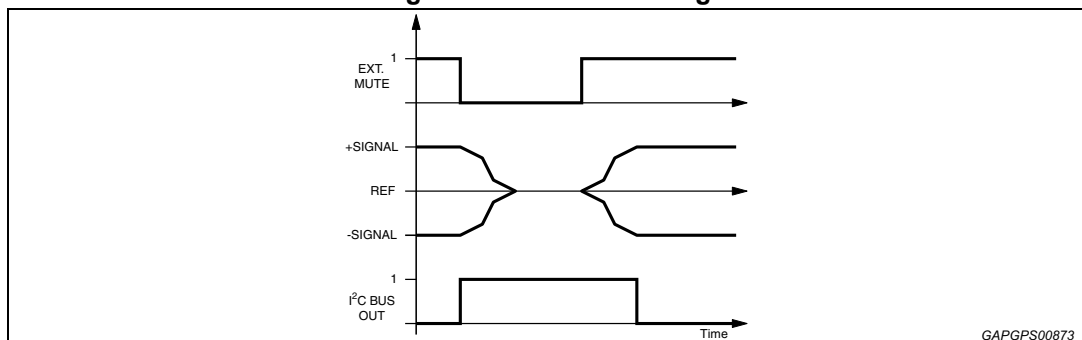 1
EXT.
MUTE
+SIGNAL
REF
-SIGNAL
1
I²C BUS
OUT
Time
GAPGPS00873